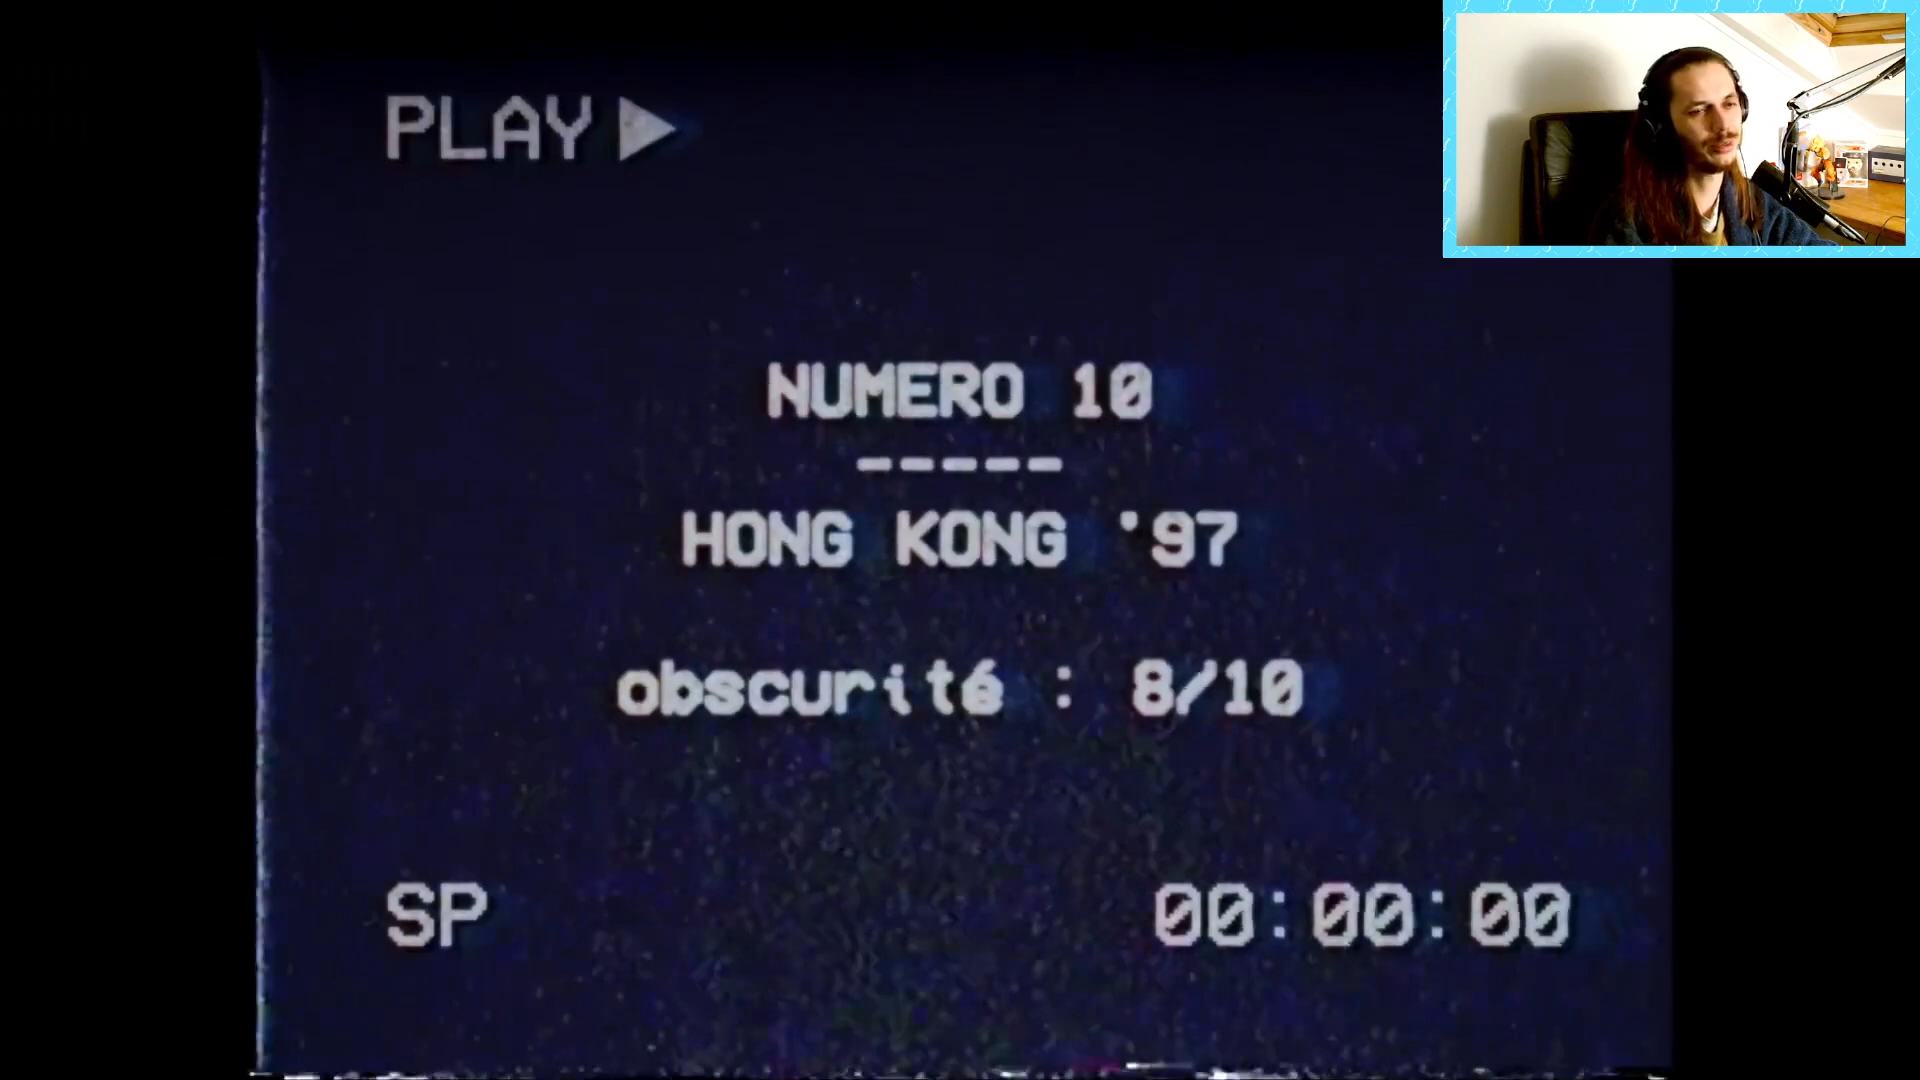 PLAY ▶
NUMERO 10
-----
HONG KONG '97
obscurité : 8/10
SP
00:00:00